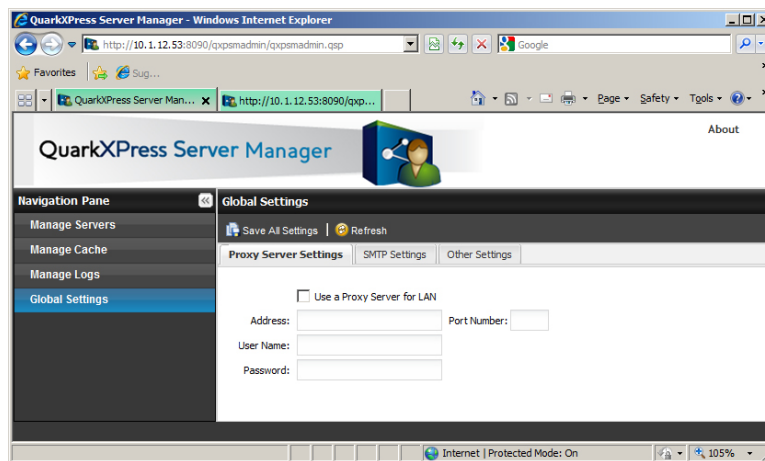 QuarkXPress Server Manager - Windows Internet Explorer
http://10.1.12.53:8090/qxpsmadmin/qxpsmadmin.qsp
Google
Favorites
Sug...
QuarkXPress Server Man...
http://10.1.12.53:8090/qxp...
Page
Safety
Tools
QuarkXPress Server Manager
About
Navigation Pane
Global Settings
Manage Servers
Save All Settings
Refresh
Manage Cache
Proxy Server Settings
SMTP Settings
Other Settings
Manage Logs
Global Settings
Use a Proxy Server for LAN
Address:
Port Number:
User Name:
Password:
Internet | Protected Mode: On
105%